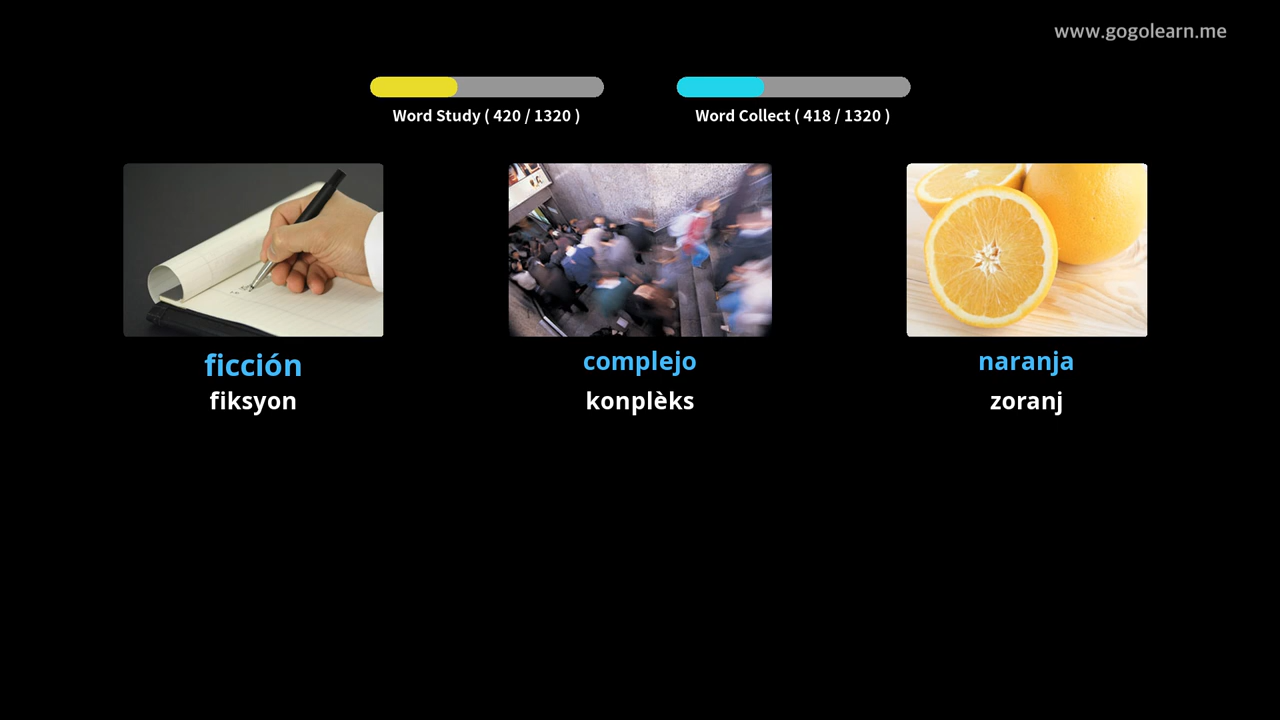 www.gogolearn.me
Word Study ( 420 / 1320 )
Word Collect ( 418 / 1320 )
ficción
complejo
naranja
fiksyon
konplèks
zoranj